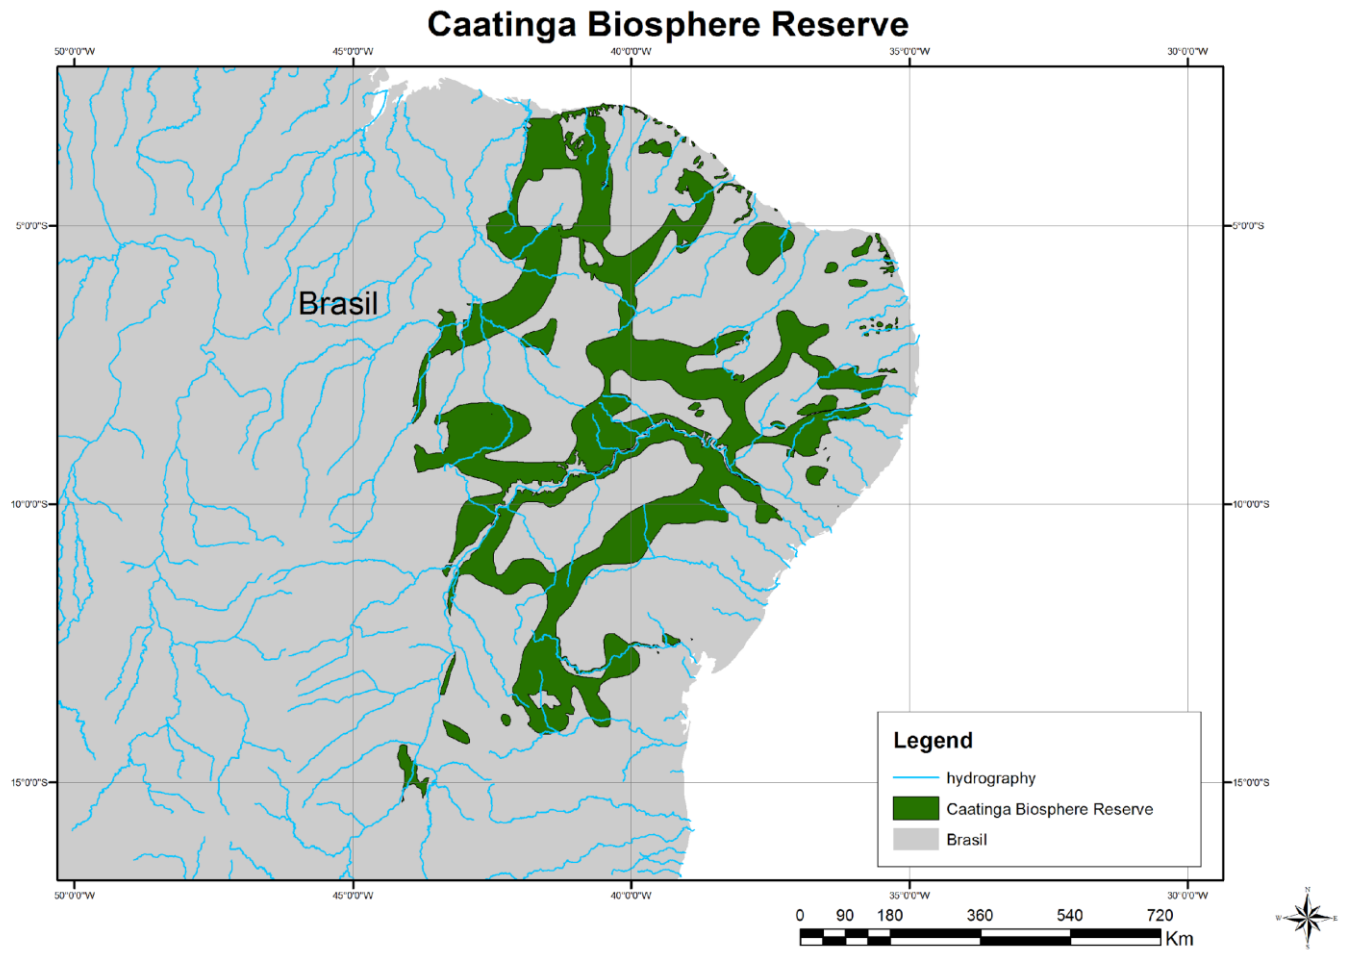 Caatinga Biosphere Reserve
50°0'0"W 45°0'0"W 40°0'0"W 35°0'0"W 30°0'0"W
5°0'0"S 5°0'0"S
Brasil
10°0'0"S 10°0'0"S
Legend
hydrography
15°0'0"S 15°0'0"S
Caatinga Biosphere Reserve
Brasil
50°0'0"W 45°0'0"W 40°0'0"W 35°0'0"W 30°0'0"W
N
0 90 180 360 540 720
W E
Km
S